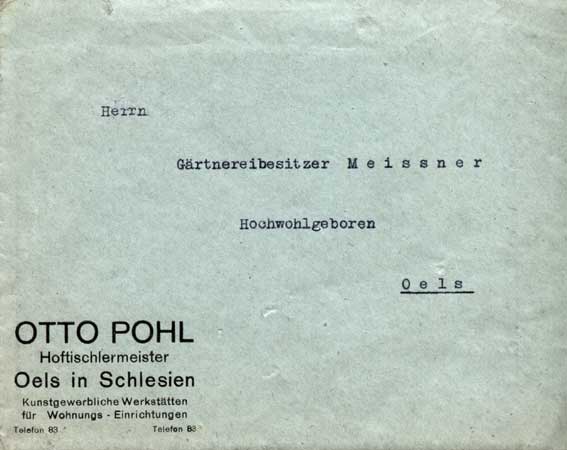 Herrn
Gärtnereibesitzer M e i s s n e r
Hochwohlgeboren
O e l s
OTTO POHL
Hoftischlermeister
Oels in Schlesien
Kunstgewerbliche Werkstätten
für Wohnungs - Einrichtungen
Telefon 83 Telefon 83